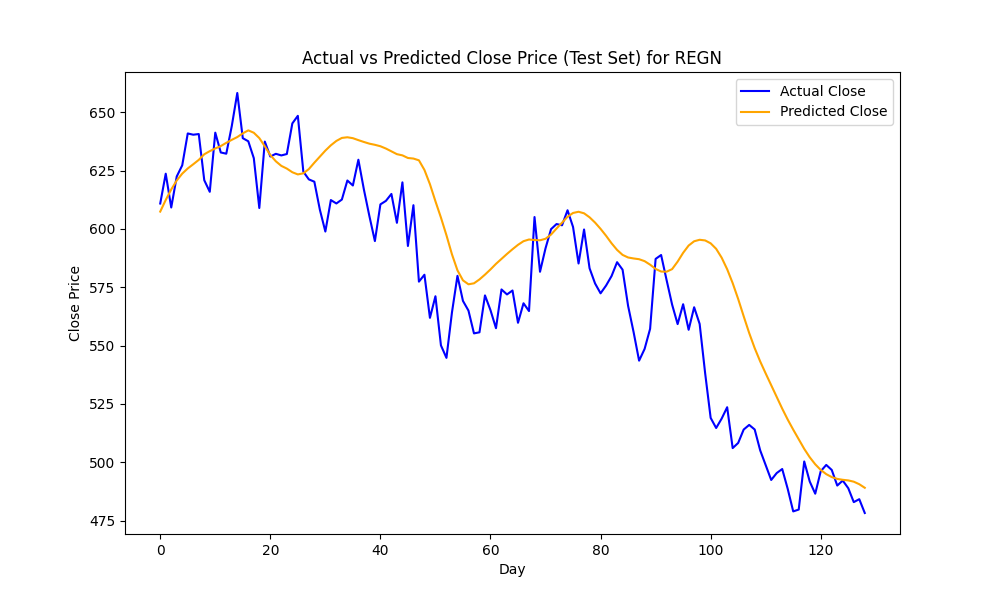 Actual vs Predicted Close Price (Test Set) for REGN
Actual Close
Predicted Close
Close Price
650
625
600
575
550
525
500
475
0 20 40 60 80 100 120
Day